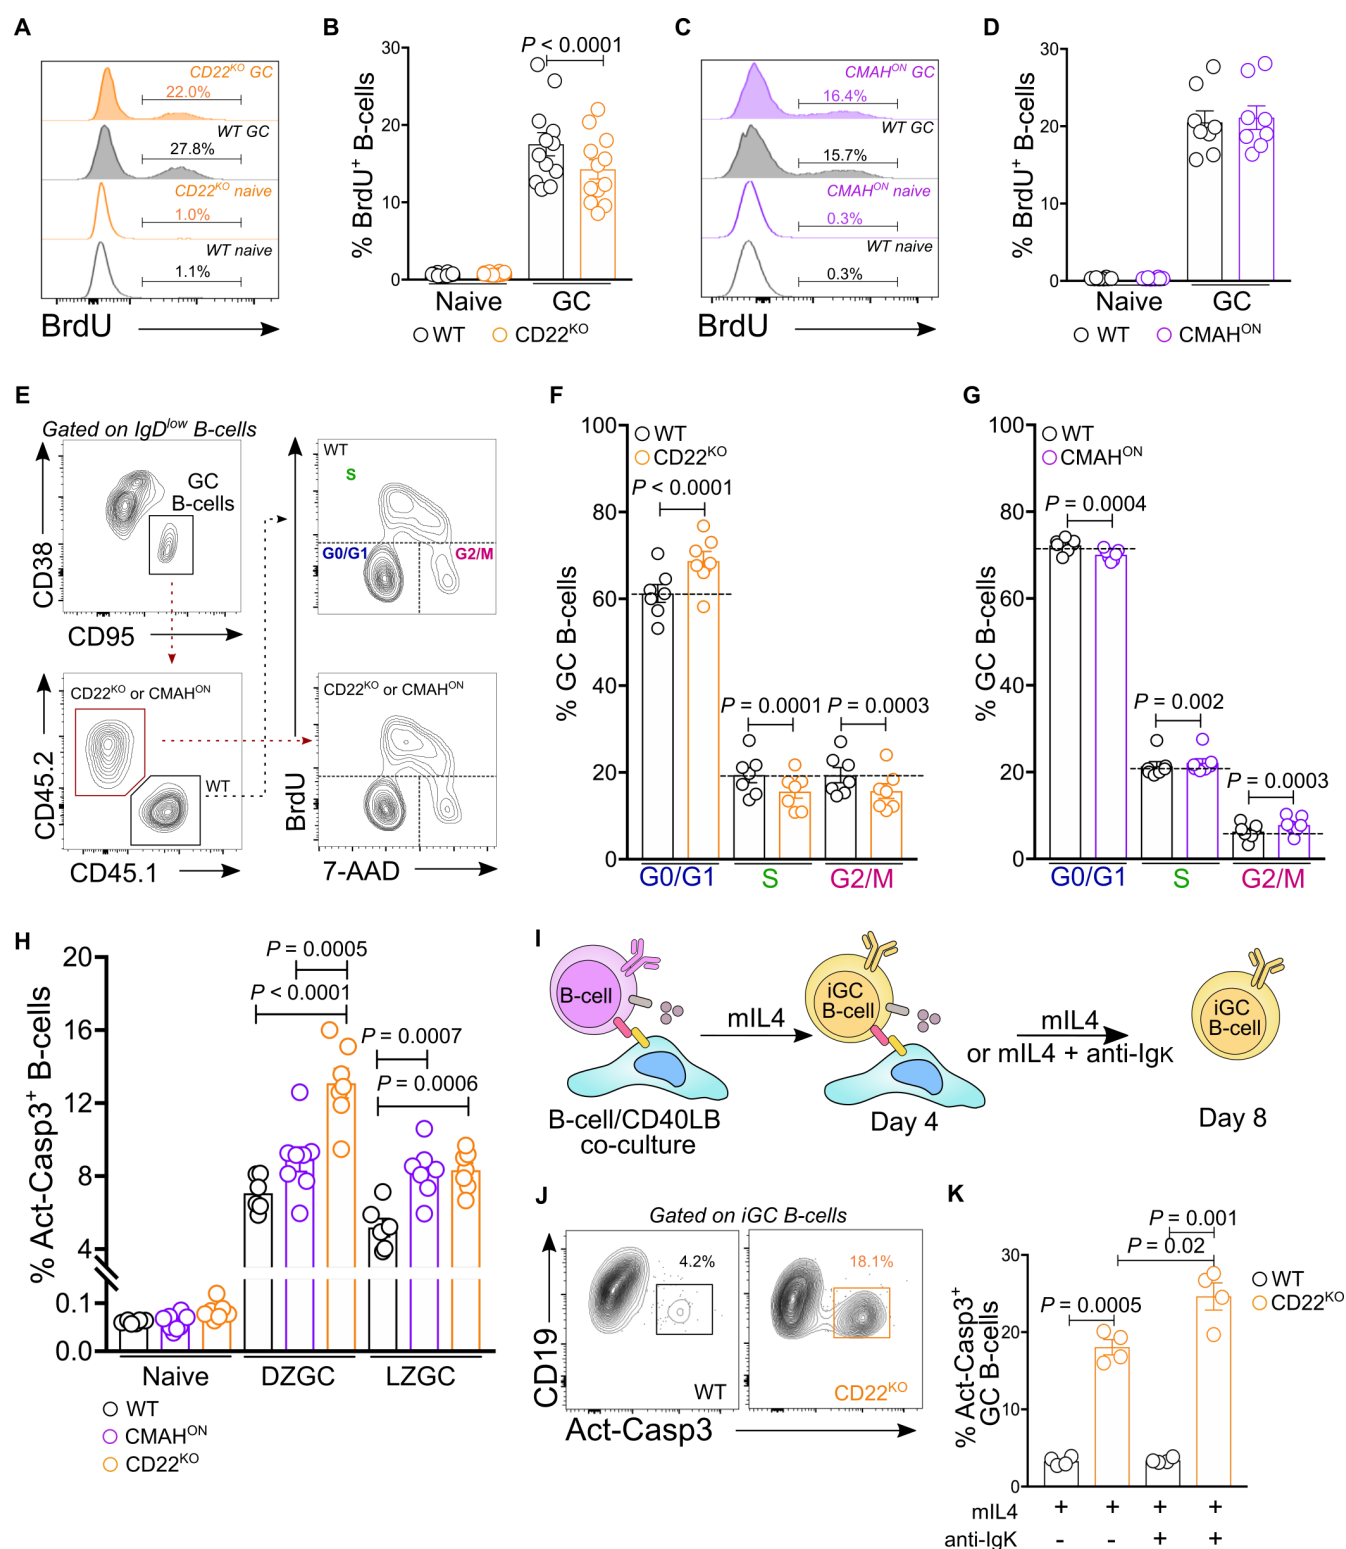 A
CD22KO GC
22.0%
WT GC
27.8%
CD22KO naive
1.0%
WT naive
1.1%
BrdU
B
P < 0.0001
% BrdU+ B-cells
30
20
10
0
Naive
GC
WT
CD22KO
C
CMAHON GC
16.4%
WT GC
15.7%
CMAHON naive
0.3%
WT naive
0.3%
BrdU
D
% BrdU+ B-cells
30
20
10
0
Naive
GC
WT
CMAHON
E
Gated on IgDlow B-cells
GC
B-cells
CD38
CD95
CD22KO or CMAHON
WT
CD45.2
CD45.1
WT
S
G0/G1
G2/M
CD22KO or CMAHON
BrdU
7-AAD
F
WT
CD22KO
P < 0.0001
P = 0.0001
P = 0.0003
% GC B-cells
100
80
60
40
20
0
G0/G1
S
G2/M
G
WT
CMAHON
P = 0.0004
P = 0.002
P = 0.0003
% GC B-cells
100
80
60
40
20
0
G0/G1
S
G2/M
H
P = 0.0005
P < 0.0001
P = 0.0007
P = 0.0006
% Act-Casp3+ B-cells
20
16
12
8
4
0.1
0.0
Naive
DZGC
LZGC
WT
CMAHON
CD22KO
I
B-cell
mIL4
iGC
B-cell
mIL4
or mIL4 + anti-Igκ
iGC
B-cell
B-cell/CD40LB
co-culture
Day 4
Day 8
J
Gated on iGC B-cells
4.2%
WT
18.1%
CD22KO
CD19
Act-Casp3
K
P = 0.001
P = 0.02
P = 0.0005
WT
CD22KO
% Act-Casp3+
GC B-cells
30
20
10
0
mIL4 + + + +
anti-IgK - - + +